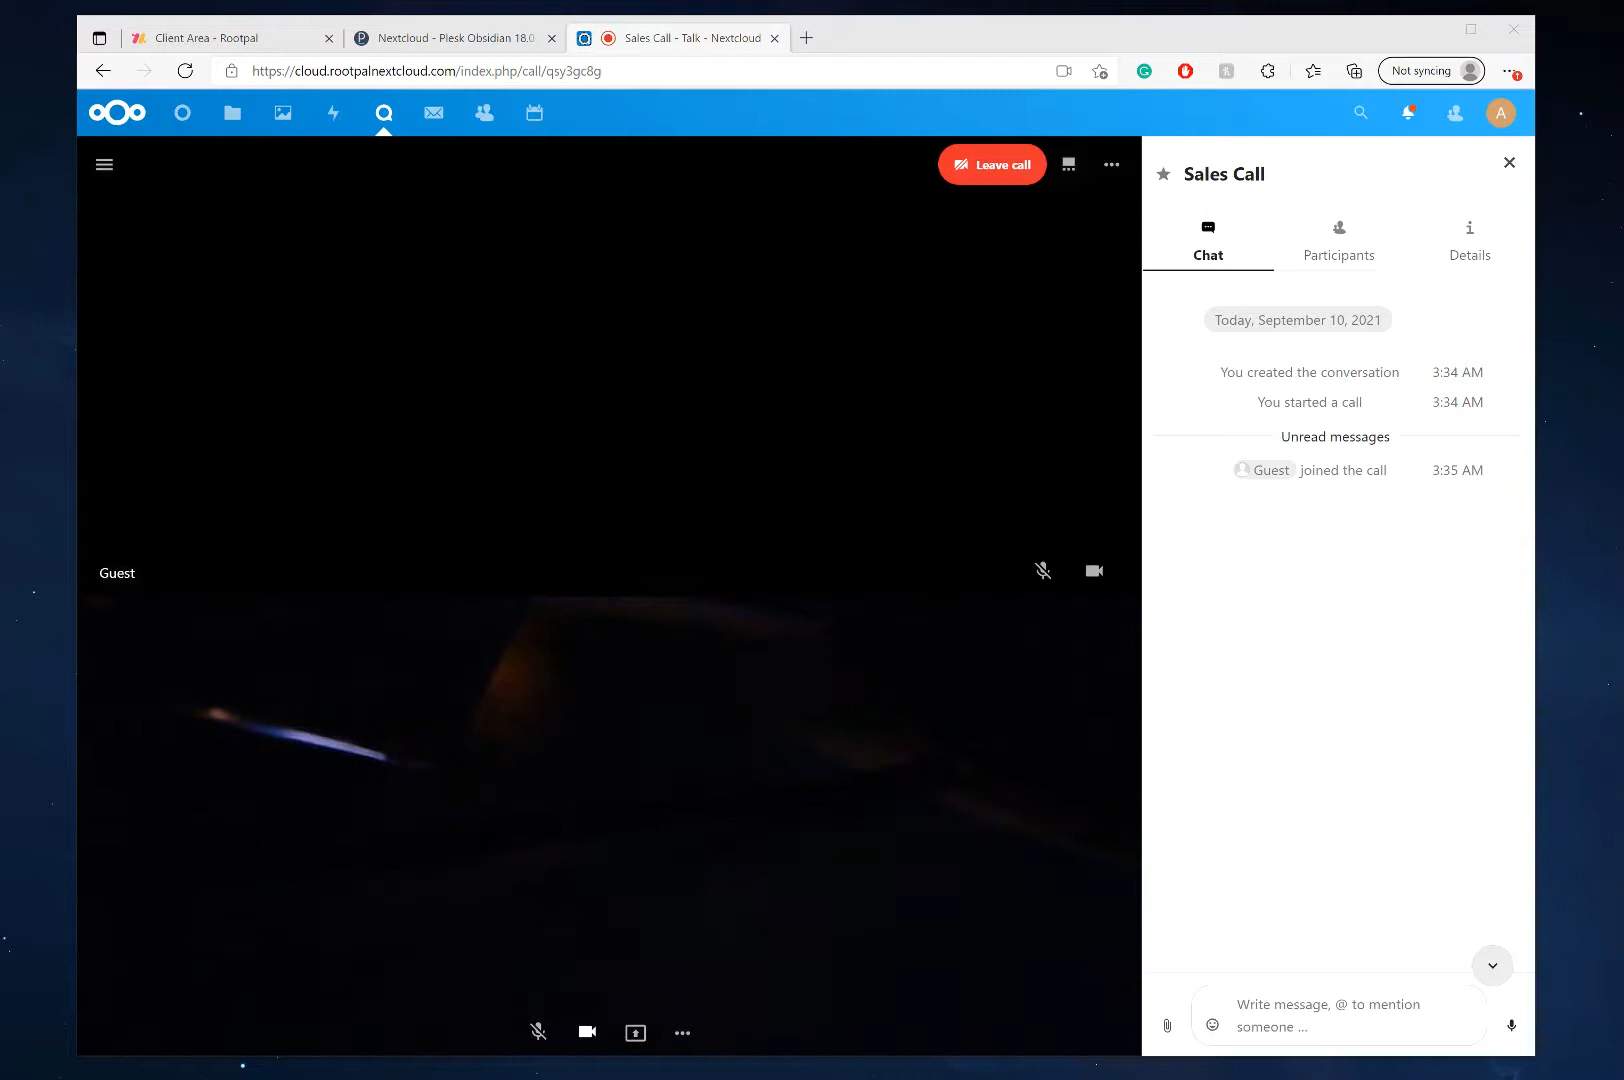 Client Area - Rootpal
Nextcloud - Plesk Obsidian 18.0
Sales Call - Talk - Nextcloud
https://cloud.rootpalnextcloud.com/index.php/call/qsy3gc8g
Not syncing
A
Leave call
Sales Call
Chat
Participants
Details
Today, September 10, 2021
You created the conversation 3:34 AM
You started a call 3:34 AM
Unread messages
Guest joined the call 3:35 AM
Guest
Write message, @ to mention
someone ...